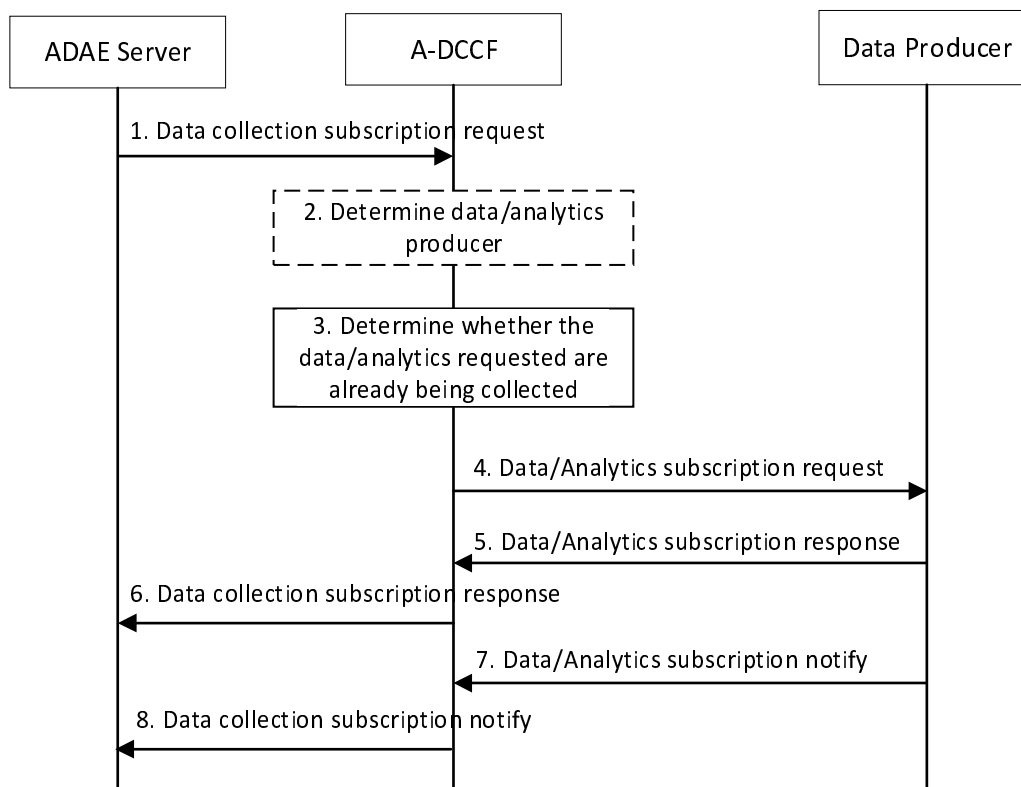 ADAE Server
A-DCCF
Data Producer
1. Data collection subscription request
2. Determine data/analytics
producer
3. Determine whether the
data/analytics requested are
already being collected
4. Data/Analytics subscription request
5. Data/Analytics subscription response
6. Data collection subscription response
7. Data/Analytics subscription notify
8. Data collection subscription notify